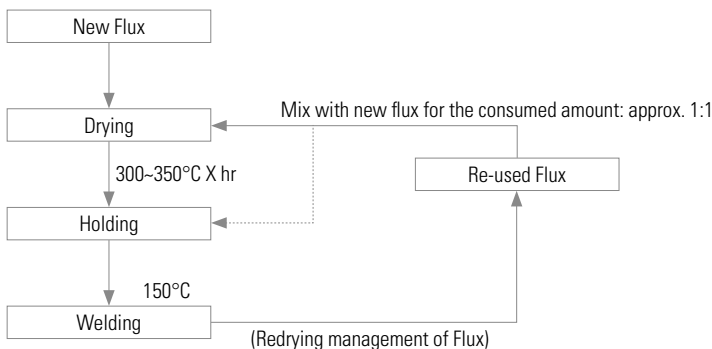 New Flux
Mix with new flux for the consumed amount: approx. 1:1
Drying
300~350°C X hr
Re-used Flux
Holding
150°C
Welding
(Redrying management of Flux)